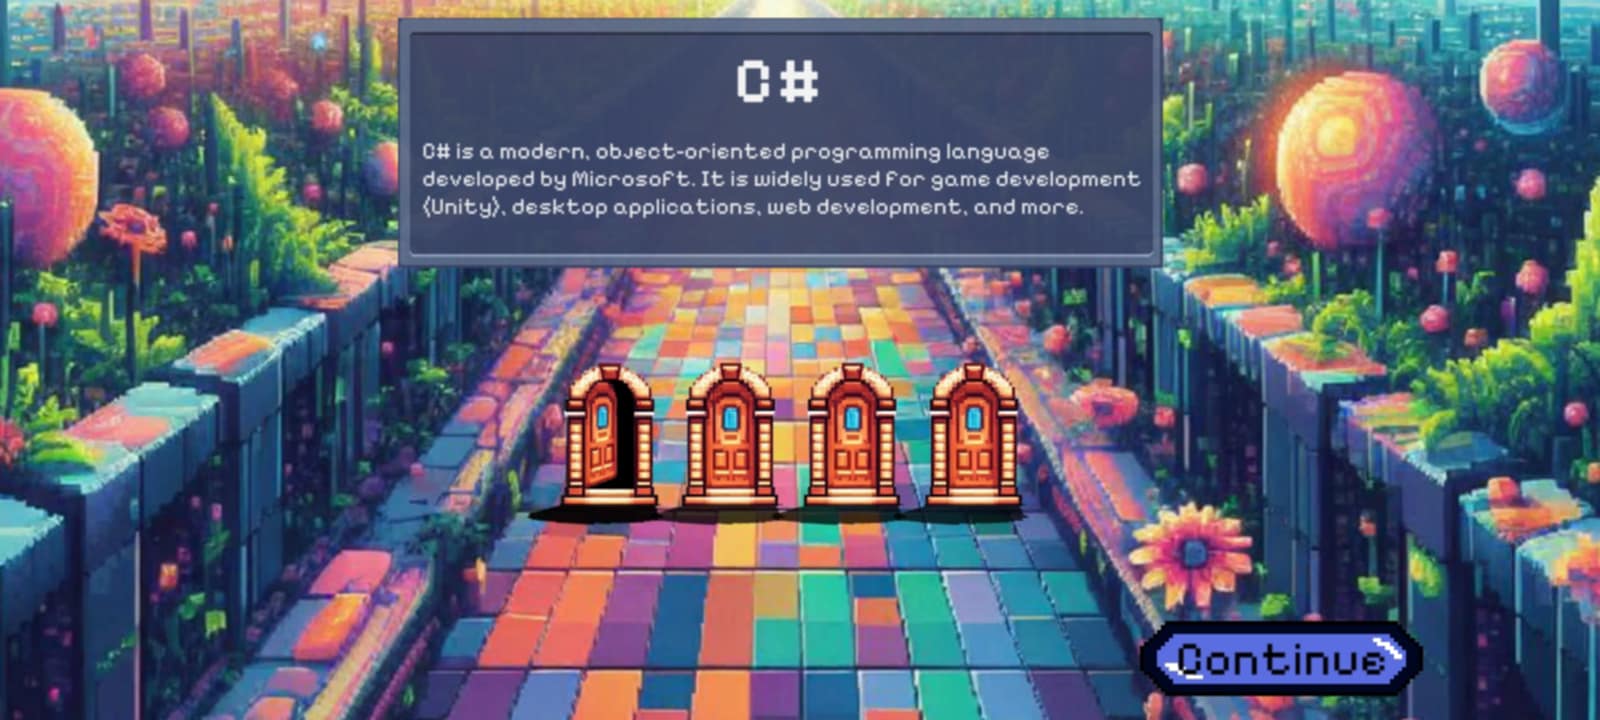 C#
C# is a modern, object-oriented programming language
developed by Microsoft. It is widely used for game development
(Unity), desktop applications, web development, and more.
Continue